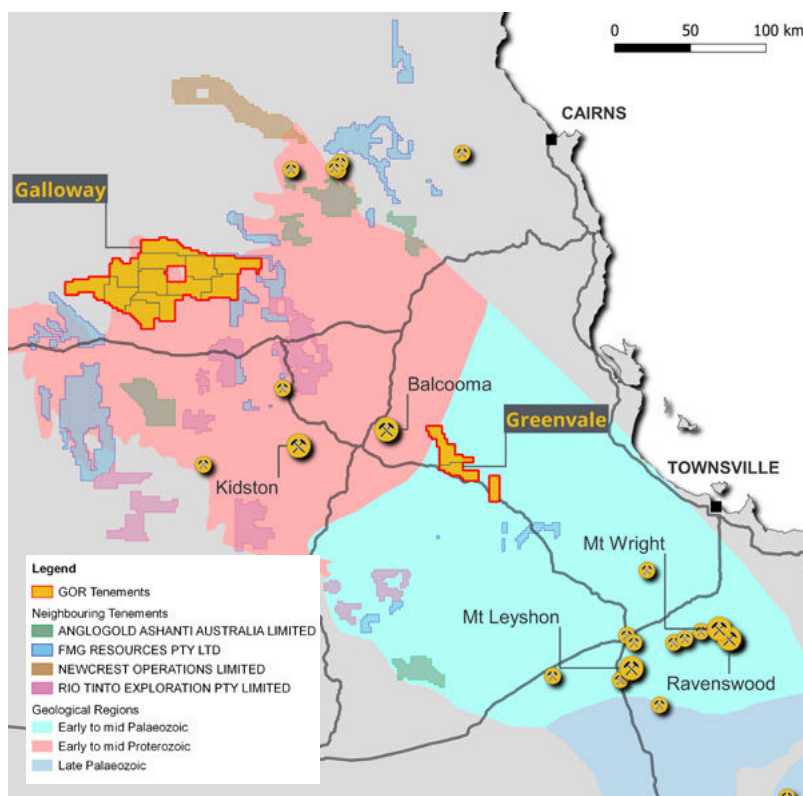 0 50 100 km
CAIRNS
Galloway
Balcooma
Greenvale
Kidston
TOWNSVILLE
Mt Wright
Mt Leyshon
Ravenswood
Legend
GOR Tenements
Neighbouring Tenements
ANGLOGOLD ASHANTI AUSTRALIA LIMITED
FMG RESOURCES PTY LTD
NEWCREST OPERATIONS LIMITED
RIO TINTO EXPLORATION PTY LIMITED
Geological Regions
Early to mid Palaeozoic
Early to mid Proterozoic
Late Palaeozoic